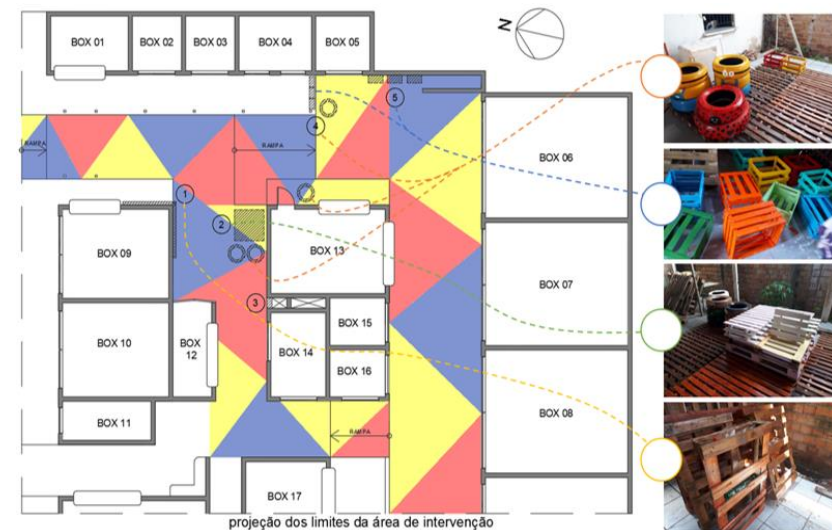 BOX 01
BOX 02
BOX 03
BOX 04
BOX 05
N
5
4
RAMPA
RAMPA
BOX 06
1
2
BOX 09
BOX 13
BOX 07
3
BOX 10
BOX 12
BOX 14
BOX 15
BOX 16
BOX 08
BOX 11
RAMPA
BOX 17
projeção dos limites da área de intervenção